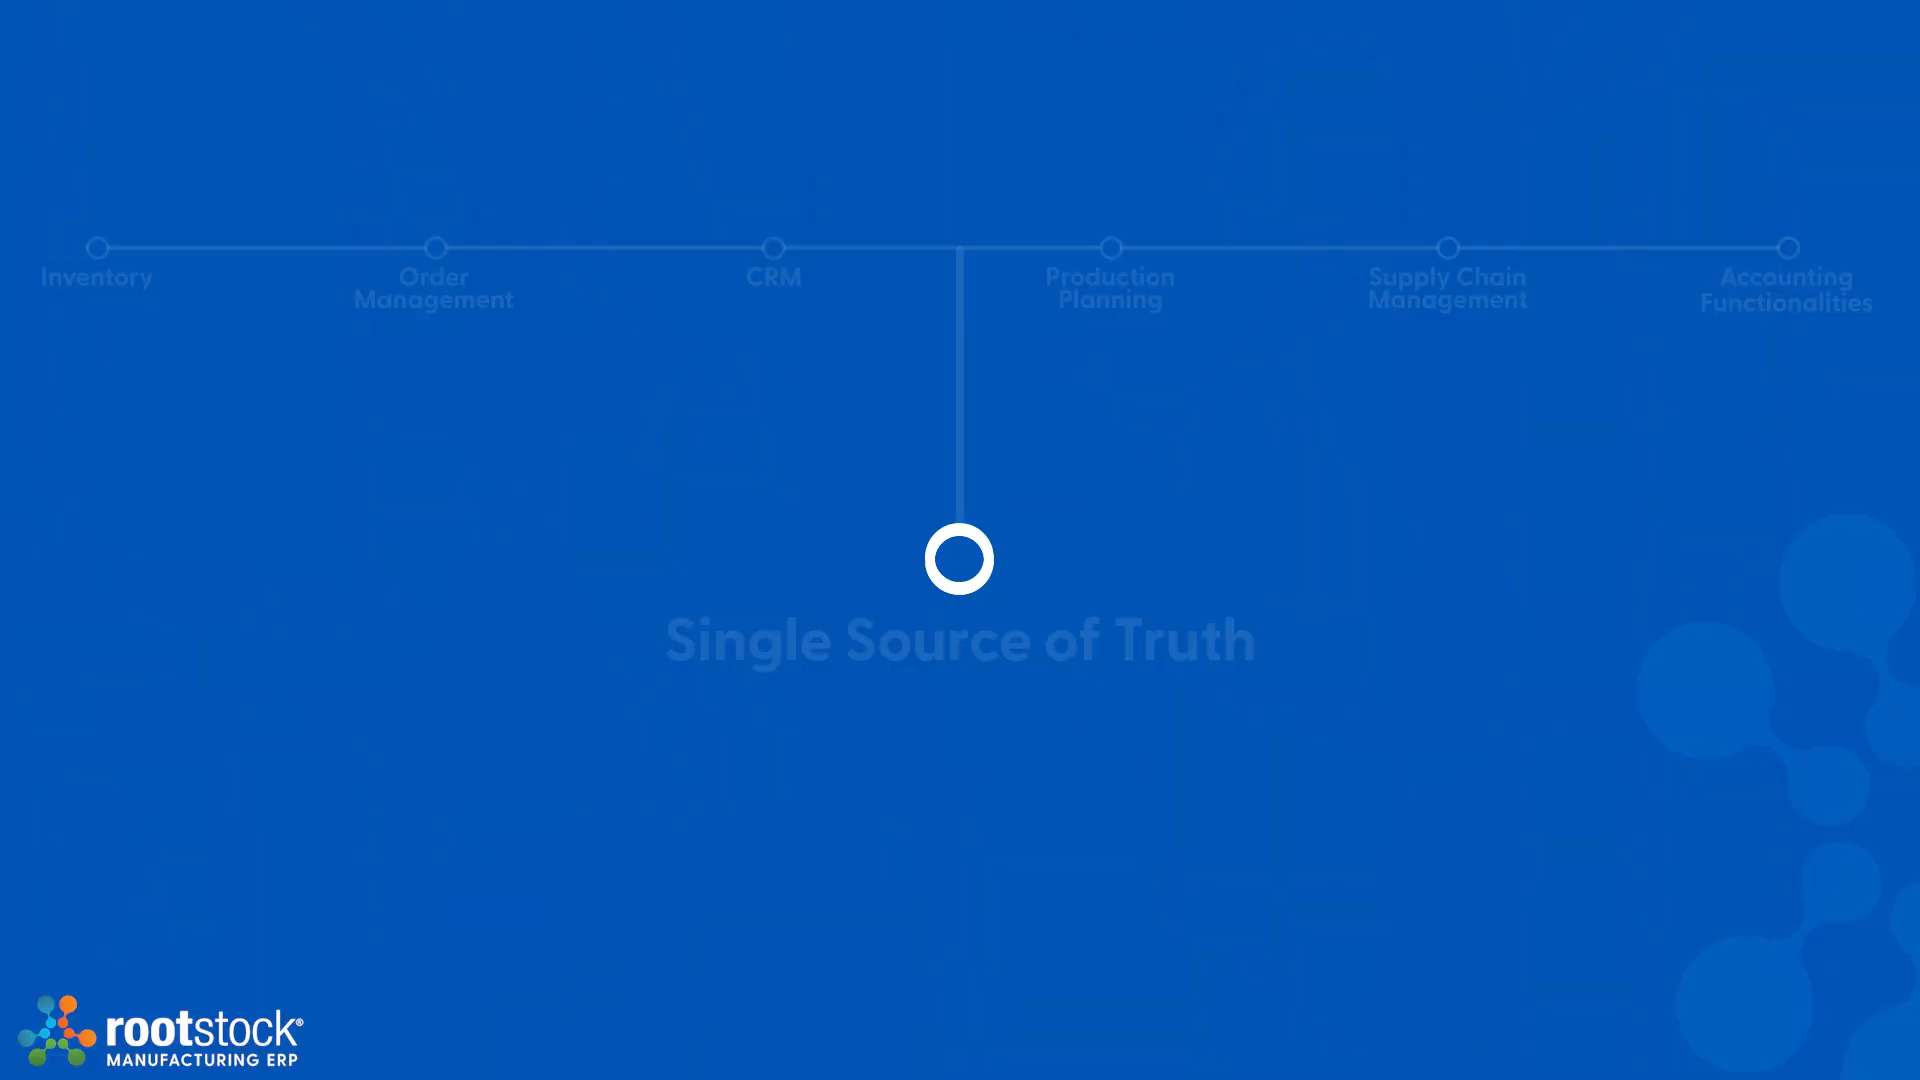 Inventory
Order
Management
CRM
Production
Planning
Supply Chain
Management
Accounting
Functionalities
Single Source of Truth
rootstock®
MANUFACTURING ERP